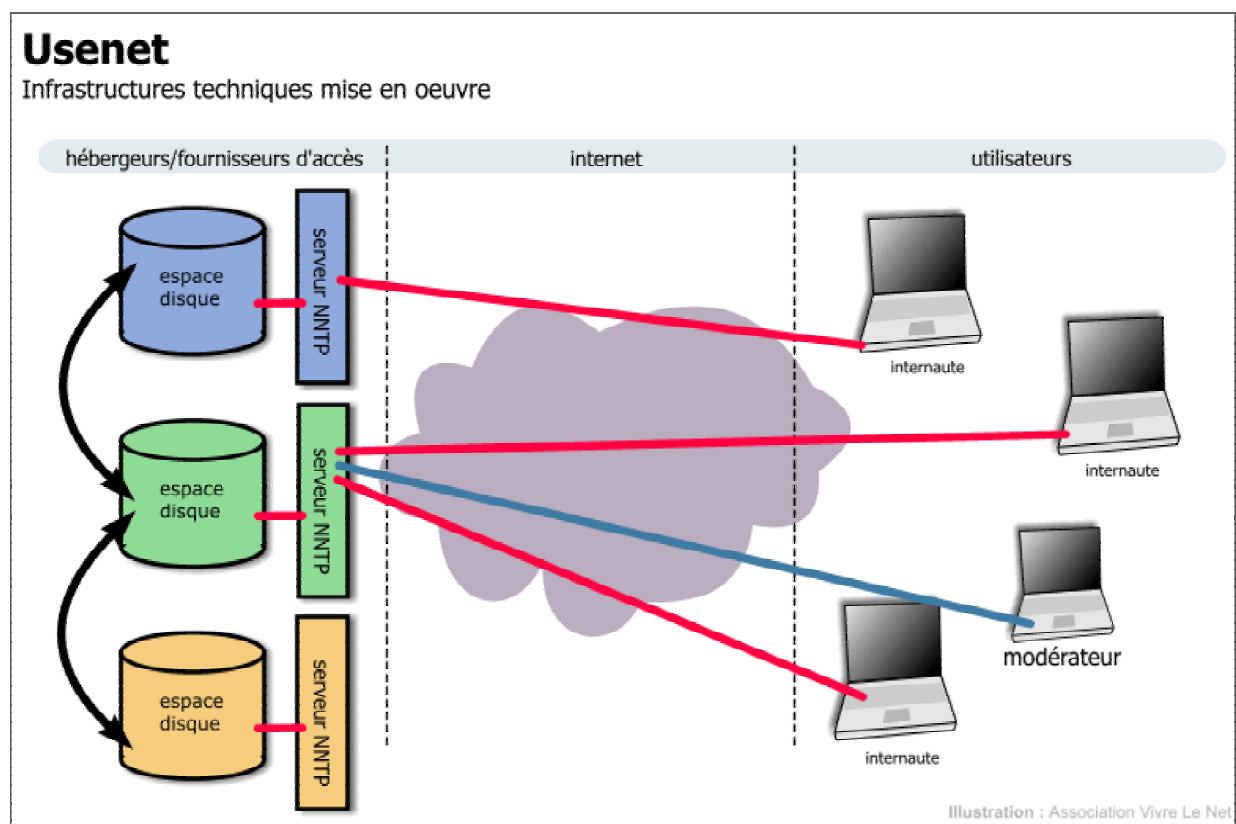 Usenet
Infrastructures techniques mise en oeuvre
hébergeurs/fournisseurs d'accès
internet
utilisateurs
espace
disque
serveur NNTP
internaute
espace
disque
serveur NNTP
internaute
modérateur
espace
disque
serveur NNTP
internaute
Illustration : Association Vivre Le Net